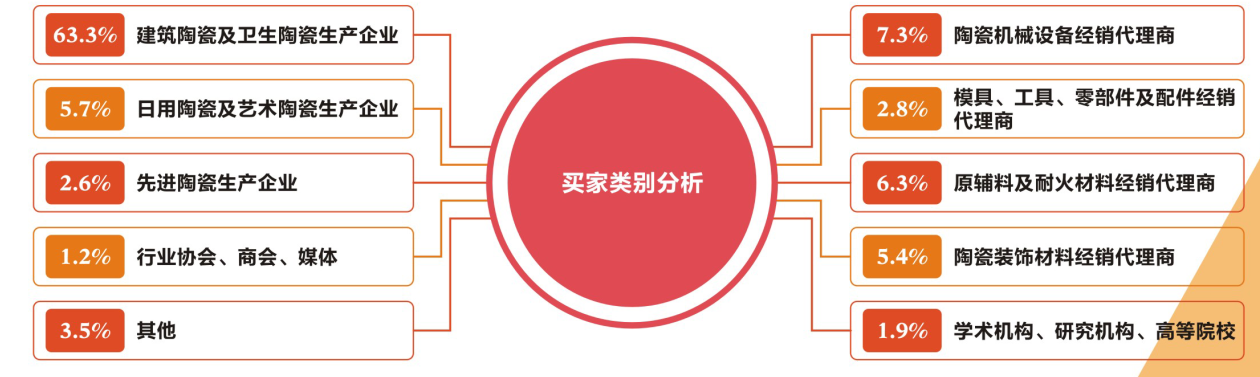 63.3% 建筑陶瓷及卫生陶瓷生产企业
5.7% 日用陶瓷及艺术陶瓷生产企业
2.6% 先进陶瓷生产企业
1.2% 行业协会、商会、媒体
3.5% 其他
买家类别分析
7.3% 陶瓷机械设备经销代理商
2.8% 模具、工具、零部件及配件经销
代理商
6.3% 原辅料及耐火材料经销代理商
5.4% 陶瓷装饰材料经销代理商
1.9% 学术机构、研究机构、高等院校